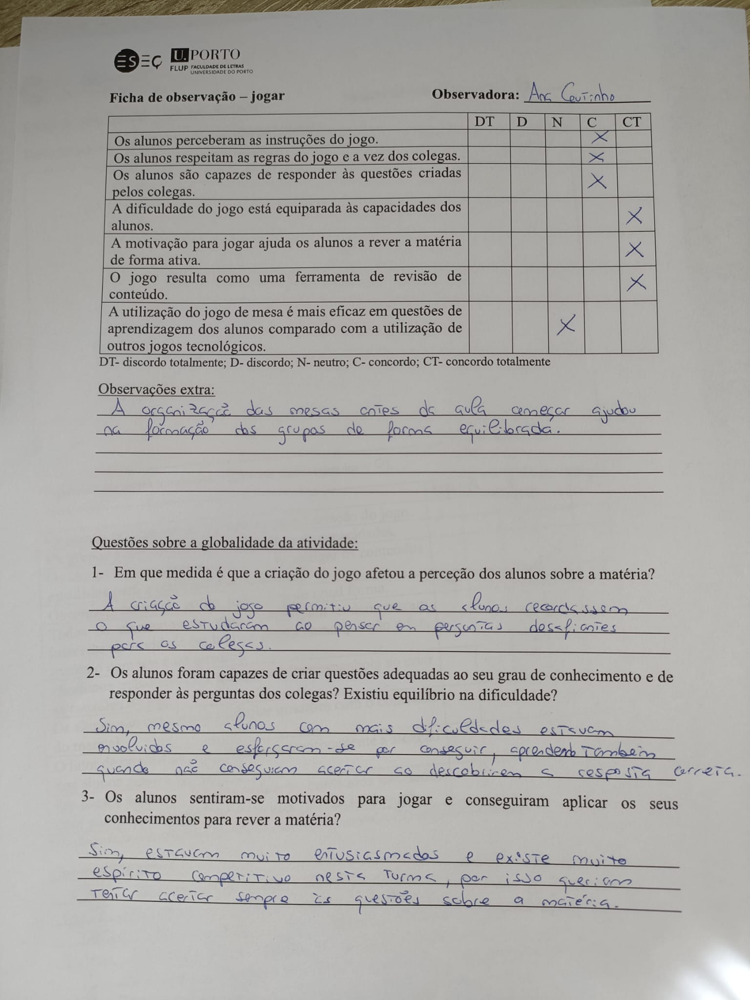 ESEÇ U. PORTO
FLUP FACULDADE DE LETRAS
UNIVERSIDADE DO PORTO
Ficha de observação – jogar Observadora: Ana Coutinho
DT D N C CT
Os alunos perceberam as instruções do jogo. X
Os alunos respeitam as regras do jogo e a vez dos colegas. X
Os alunos são capazes de responder às questões criadas
pelos colegas. X
A dificuldade do jogo está equiparada às capacidades dos
alunos. X
A motivação para jogar ajuda os alunos a rever a matéria
de forma ativa. X
O jogo resulta como uma ferramenta de revisão de
conteúdo. X
A utilização do jogo de mesa é mais eficaz em questões de
aprendizagem dos alunos comparado com a utilização de X
outros jogos tecnológicos.
DT- discordo totalmente; D- discordo; N- neutro; C- concordo; CT- concordo totalmente
Observações extra:
A organização das mesas antes da aula começar ajudou
na formação dos grupos de forma equilibrada.
Questões sobre a globalidade da atividade:
1- Em que medida é que a criação do jogo afetou a perceção dos alunos sobre a matéria?
A criação do jogo permitiu que os alunos recordassem
o que estudaram ao pensar em perguntas desafiantes
para os colegas.
2- Os alunos foram capazes de criar questões adequadas ao seu grau de conhecimento e de
responder às perguntas dos colegas? Existiu equilíbrio na dificuldade?
Sim, mesmo alunos com mais dificuldades estavam
envolvidos e esforçaram-se por conseguir, aprendendo também
quando não conseguiam acertar ao descobrirem a resposta correta.
3- Os alunos sentiram-se motivados para jogar e conseguiram aplicar os seus
conhecimentos para rever a matéria?
Sim, estavam muito entusiasmados e existe muito
espírito competitivo nesta turma, por isso queriam
tentar acertar sempre às questões sobre a matéria.